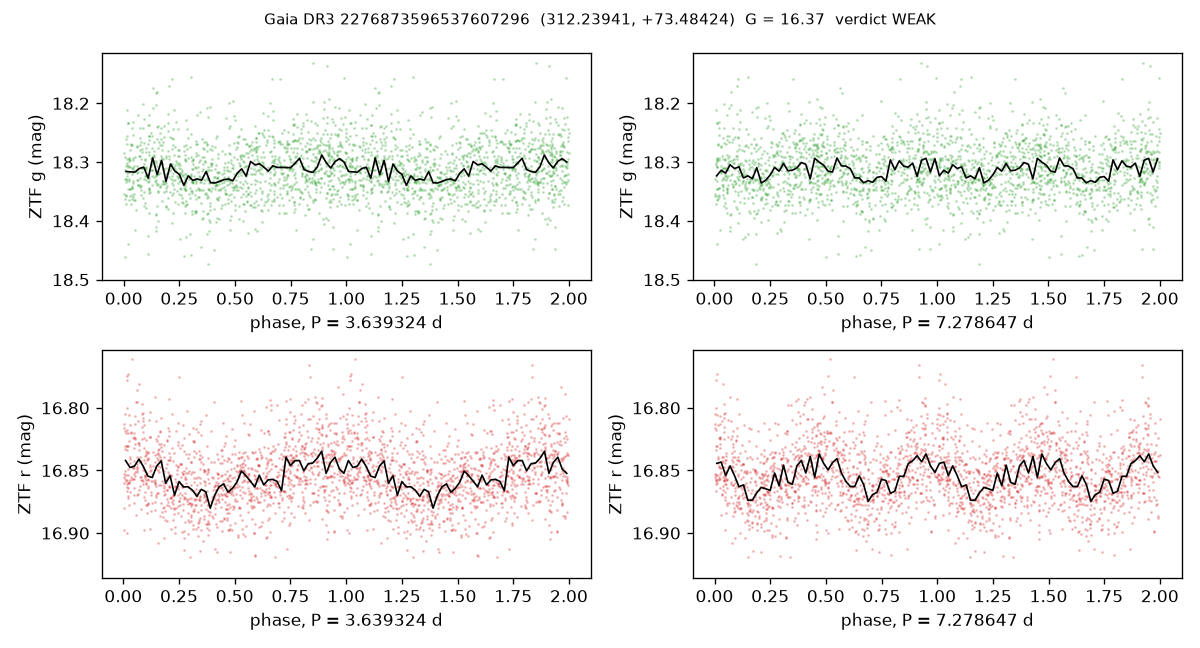 Gaia DR3 2276873596537607296  (312.23941, +73.48424)  G = 16.37  verdict WEAK
ZTF g (mag)
18.2
18.3
18.4
18.5
0.00 0.25 0.50 0.75 1.00 1.25 1.50 1.75 2.00
phase, P = 3.639324 d
ZTF g (mag)
18.2
18.3
18.4
18.5
0.00 0.25 0.50 0.75 1.00 1.25 1.50 1.75 2.00
phase, P = 7.278647 d
ZTF r (mag)
16.80
16.85
16.90
0.00 0.25 0.50 0.75 1.00 1.25 1.50 1.75 2.00
phase, P = 3.639324 d
ZTF r (mag)
16.80
16.85
16.90
0.00 0.25 0.50 0.75 1.00 1.25 1.50 1.75 2.00
phase, P = 7.278647 d